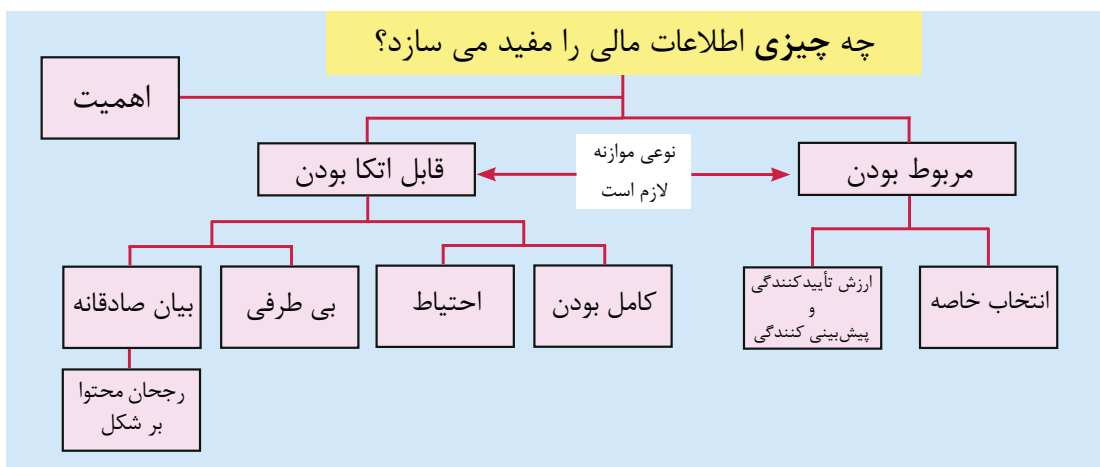 چه چیزی اطلاعات مالی را مفید می سازد؟
اهمیت
مربوط بودن
نوعی موازنه
لازم است
قابل اتکا بودن
انتخاب خاصه
ارزش تأییدکنندگی
و
پیش‌بینی کنندگی
کامل بودن
احتیاط
بی طرفی
بیان صادقانه
رجحان محتوا
بر شکل